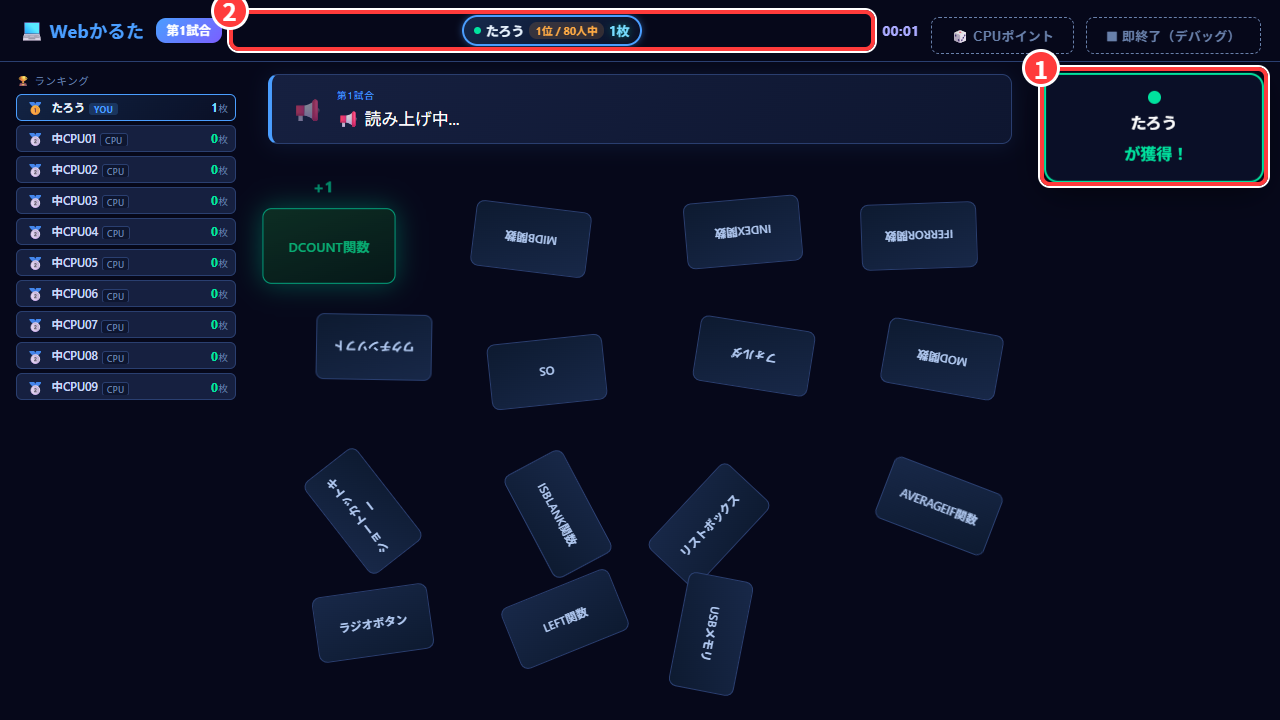 Webかるた
第1試合
2
たろう 1位 / 80人中 1枚
00:01
CPUポイント
即終了（デバッグ）
ランキング
たろう YOU 1枚
中CPU01 CPU 0枚
中CPU02 CPU 0枚
中CPU03 CPU 0枚
中CPU04 CPU 0枚
中CPU05 CPU 0枚
中CPU06 CPU 0枚
中CPU07 CPU 0枚
中CPU08 CPU 0枚
中CPU09 CPU 0枚
第1試合
読み上げ中...
1
たろう
が獲得！
+1
DCOUNT関数
MIDB関数
INDEX関数
IFERROR関数
ワクチンソフト
OS
フォルダ
MOD関数
ショートカットキ
ー
ISBLANK関数
リストボックス
AVERAGEIF関数
ラジオボタン
LEFT関数
USBメモリ